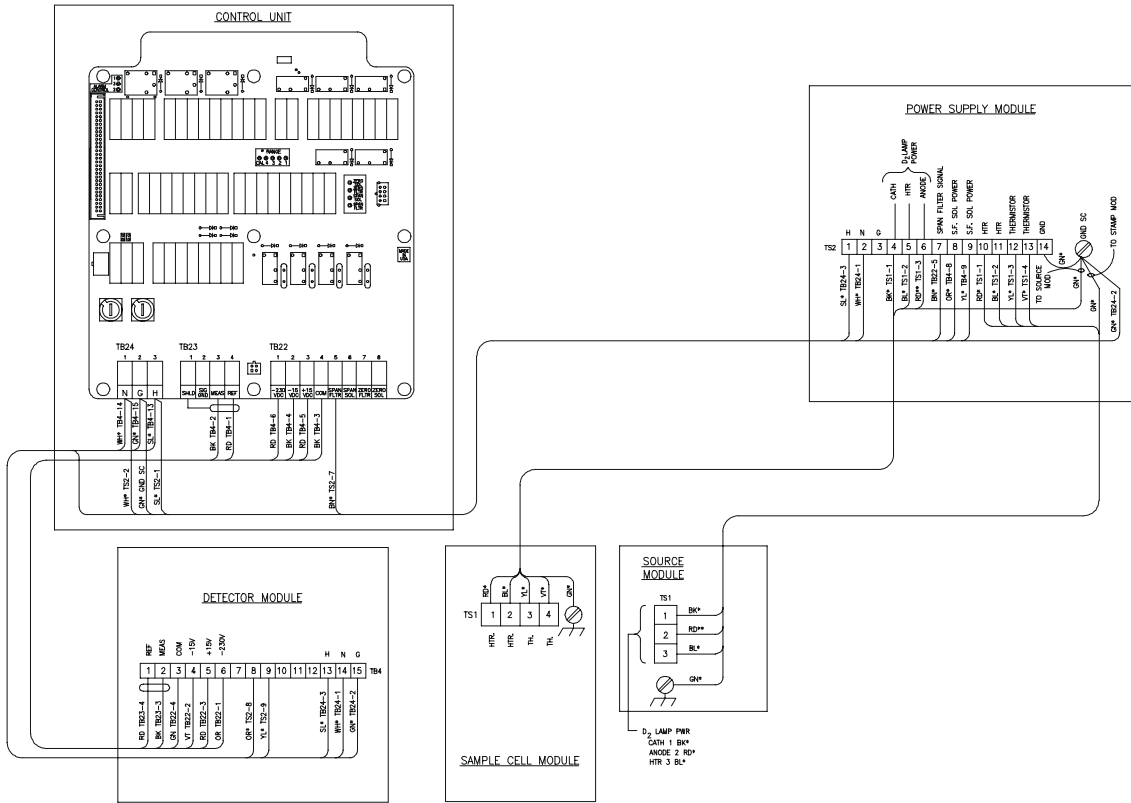 CONTROL UNIT
RANGE
CAL 4 3 2 1
MADE IN USA
TB24
1 2 3
N G H
TB23
1 2 3 4
SHLD SIG GND MEAS REF
TB22
1 2 3 4 5 6 7 8
-230 VDC -15 VDC +15 VDC COM SPAN FLTR SPAN SOL ZERO FLTR ZERO SOL
WH* TB4-14
GN* TB4-15
SL* TB4-13
BK TB4-2
RD TB4-1
RD TB4-6
BK TB4-4
RD TB4-5
BK TB4-3
WH* TS2-2
GN* GND SC
SL* TS2-1
BN* TS2-7
POWER SUPPLY MODULE
D2 LAMP POWER
CATH
HTR
ANODE
SPAN FILTER SIGNAL
S.F. SOL POWER
S.F. SOL POWER
HTR
HTR
THERMISTOR
THERMISTOR
GND
GND SC
TO STAMP MOD
H N G
TS2 1 2 3 4 5 6 7 8 9 10 11 12 13 14
SL* TB24-3
WH* TB24-1
BK* TS1-1
BL* TS1-2
RD** TS1-3
BN* TB22-5
OR* TB4-8
YL* TB4-9
RD* TS1-1
BL* TS1-2
YL* TS1-3
VT* TS1-4
TO SOURCE MOD
GN*
GN*
GN*
GN* TB24-2
DETECTOR MODULE
REF
MEAS
COM
-15V
+15V
-230V
H N G
1 2 3 4 5 6 7 8 9 10 11 12 13 14 15 TB4
RD TB23-4
BK TB23-3
GN TB22-4
VT TB22-2
RD TB22-3
OR TB22-1
OR* TS2-8
YL* TS2-9
SL* TB24-3
WH* TB24-1
GN* TB24-2
RD*
BL*
YL*
VT*
GN*
TS1 1 2 3 4
HTR.
HTR.
TH.
TH.
SAMPLE CELL MODULE
SOURCE
MODULE
TS1
1 BK*
2 RD**
3 BL*
GN*
D2 LAMP PWR
CATH 1 BK*
ANODE 2 RD*
HTR 3 BL*